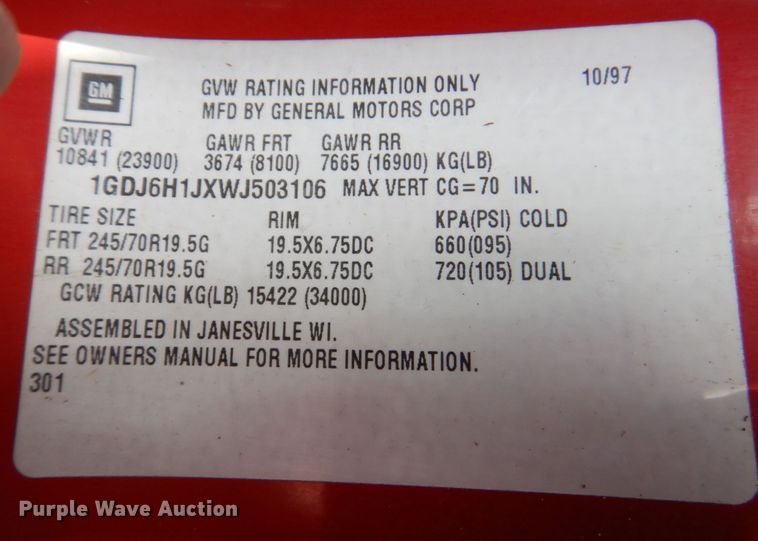 GM
GVW RATING INFORMATION ONLY 10/97
MFD BY GENERAL MOTORS CORP
GVWR GAWR FRT GAWR RR
10841 (23900) 3674 (8100) 7665 (16900) KG(LB)
1GDJ6H1JXWJ503106 MAX VERT CG=70 IN.
TIRE SIZE RIM KPA(PSI) COLD
FRT 245/70R19.5G 19.5X6.75DC 660(095)
RR 245/70R19.5G 19.5X6.75DC 720(105) DUAL
GCW RATING KG(LB) 15422 (34000)
ASSEMBLED IN JANESVILLE WI.
SEE OWNERS MANUAL FOR MORE INFORMATION.
301
Purple Wave Auction